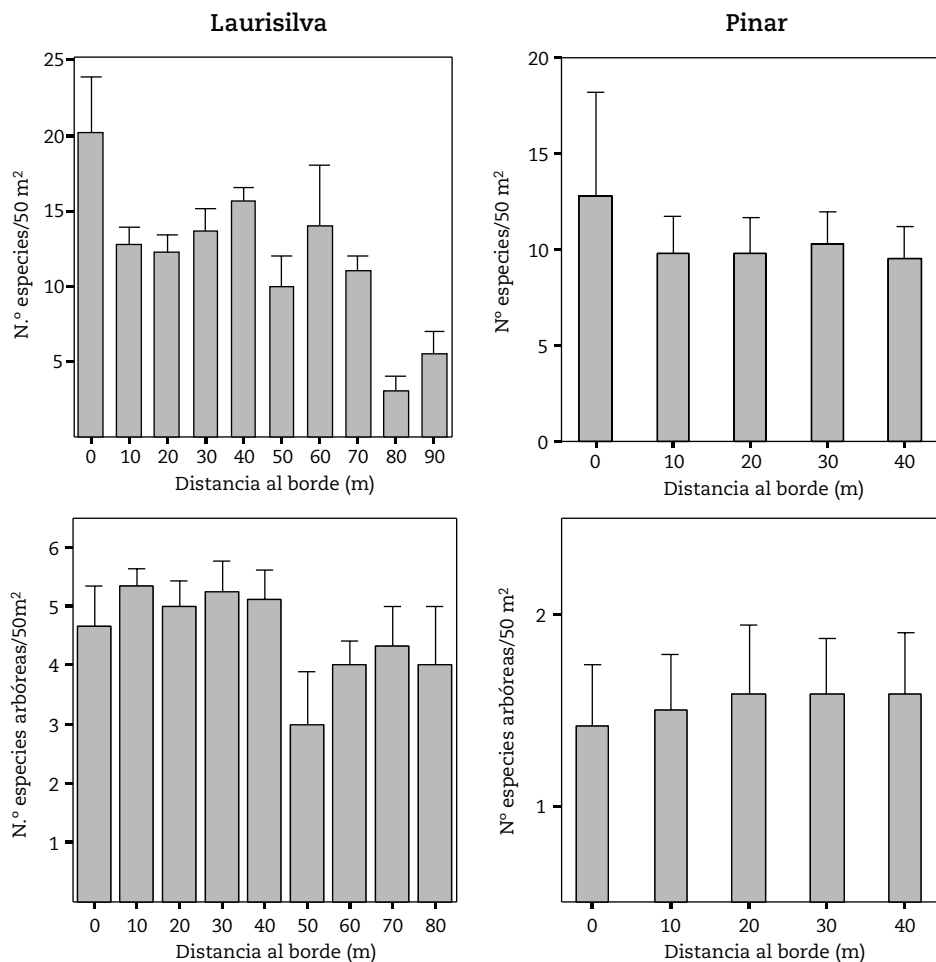 Laurisilva
Pinar
N.º especies/50 m²
25
20
15
10
5
0 10 20 30 40 50 60 70 80 90
Distancia al borde (m)
Nº especies/50 m²
20
15
10
5
0
0 10 20 30 40
Distancia al borde (m)
N.º especies arbóreas/50m²
6
5
4
3
2
1
0 10 20 30 40 50 60 70 80
Distancia al borde (m)
Nº especies arbóreas/50 m²
2
1
0 10 20 30 40
Distancia al borde (m)